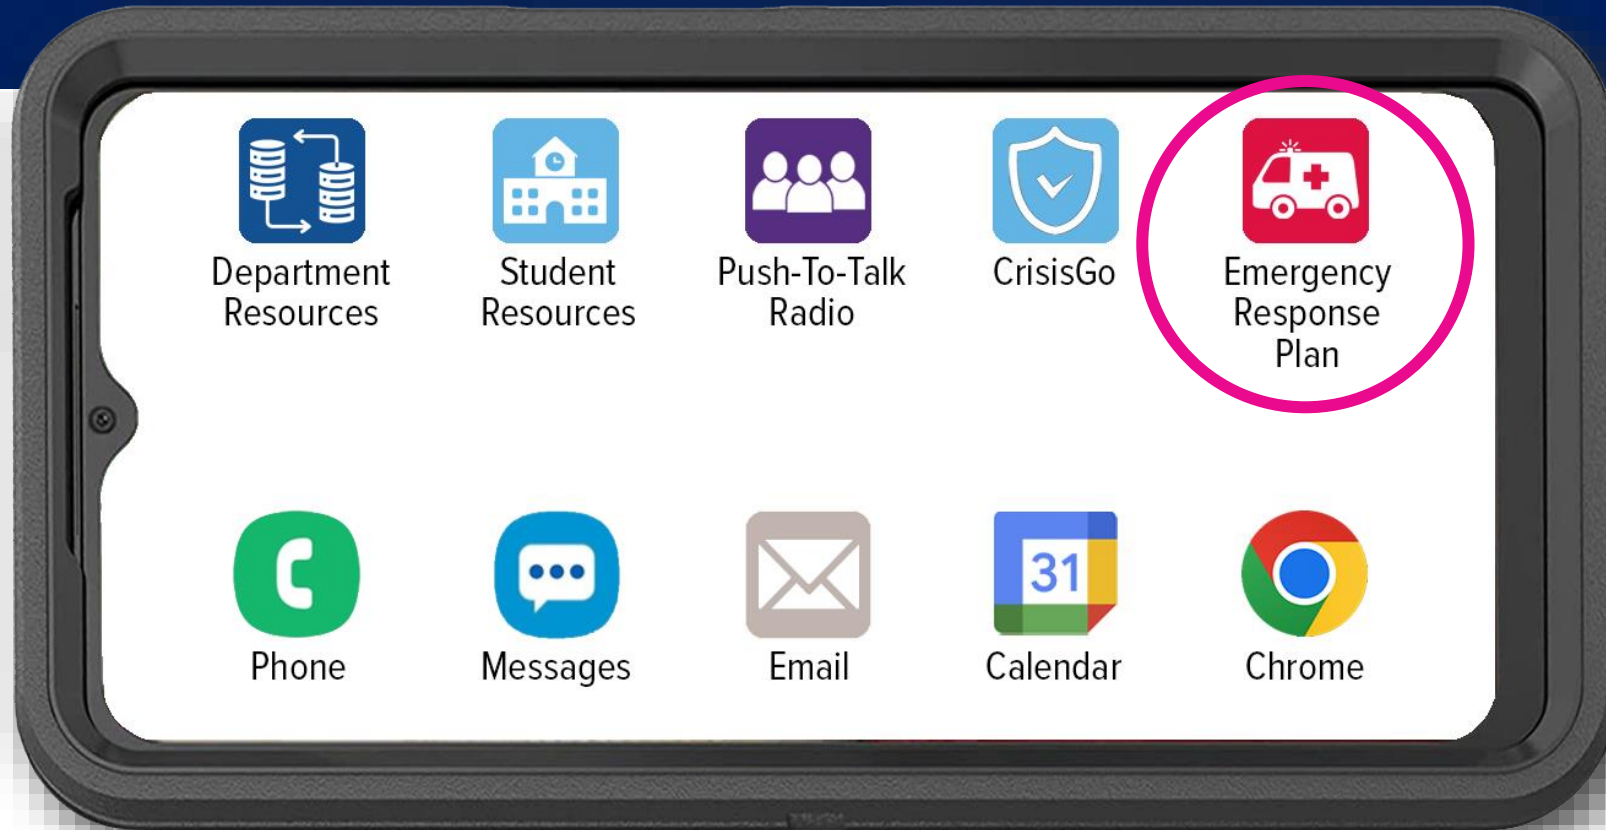 Department
Resources
Student
Resources
Push-To-Talk
Radio
CrisisGo
Emergency
Response
Plan
31
Phone
Messages
Email
Calendar
Chrome